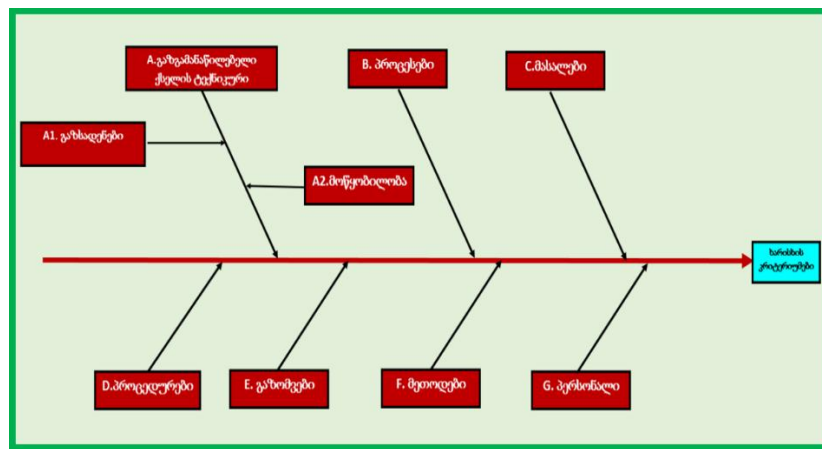 A.გაზგამანაწილებელი
ქსელის ტექნიკური
B. პროცესები
C.მასალები
A1. გაზსადენები
A2.მოწყობილობა
ხარისხის
კრიტერიუმები
D.პროცედურები
E. გაზომვები
F. მეთოდები
G. პერსონალი